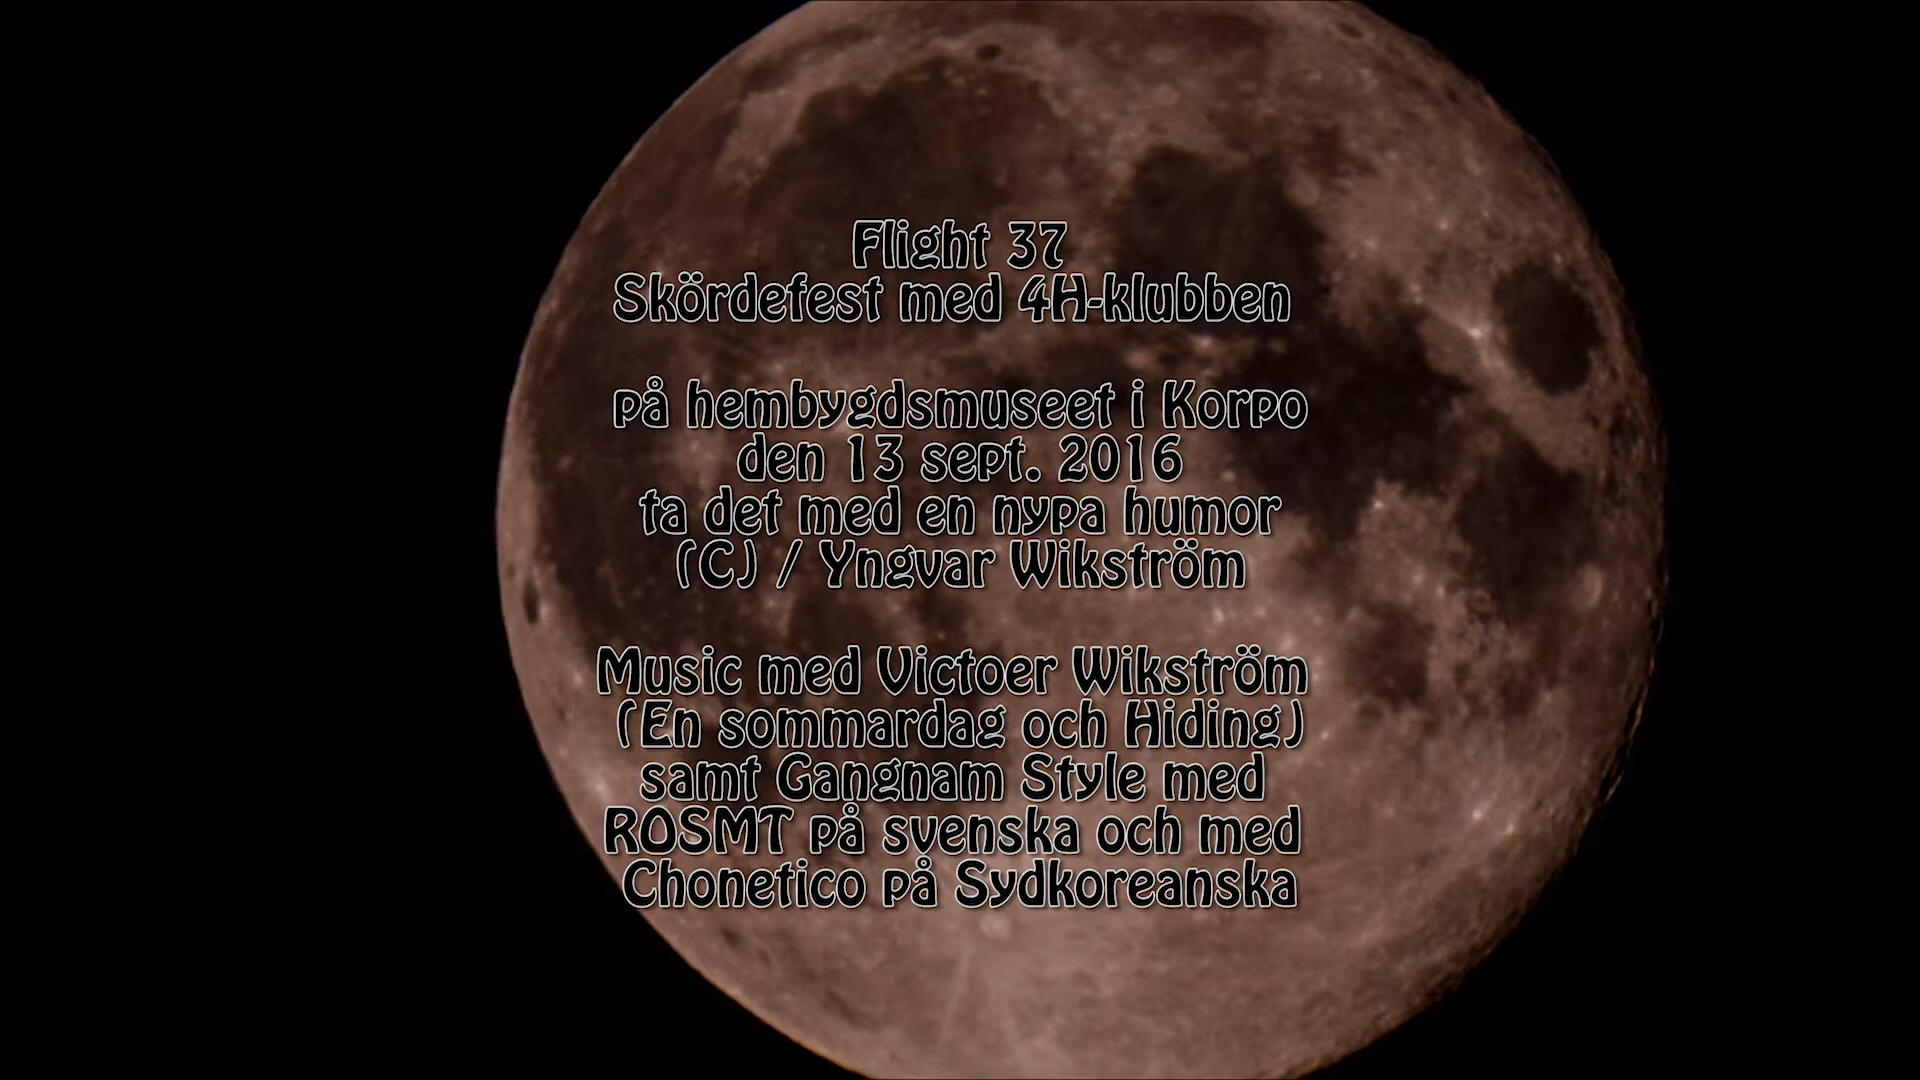 Flight 37
Skördefest med 4H-klubben
på hembygdsmuseet i Korpo
den 13 sept. 2016
ta det med en nypa humor
(C) / Yngvar Wikström
Music med Victoer Wikström
(En sommardag och Hiding)
samt Gangnam Style med
ROSMT på svenska och med
Chonetico på Sydkoreanska